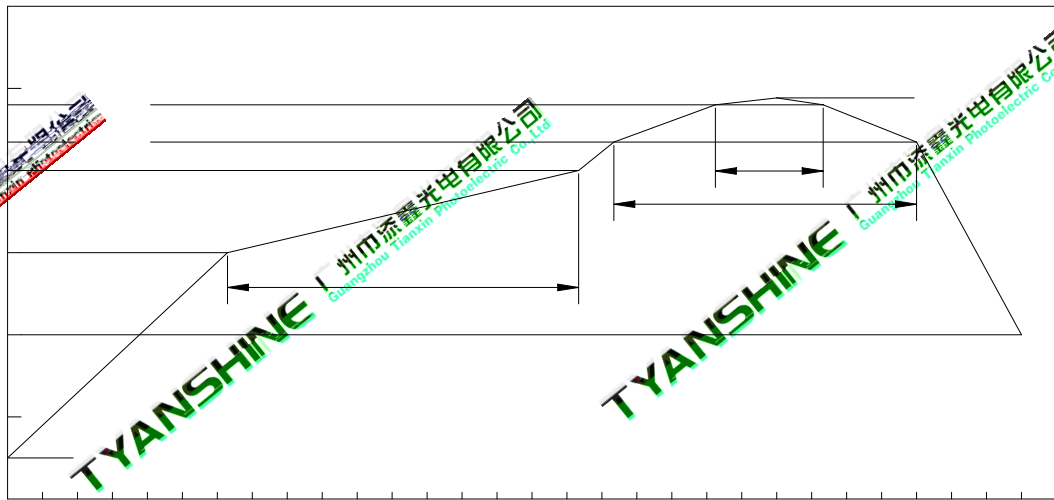 TYANSHINE 广州市添鑫光电有限公司
Guangzhou Tianxin Photoelectric Co.,Ltd
TYANSHINE 广州市添鑫光电有限公司
Guangzhou Tianxin Photoelectric Co